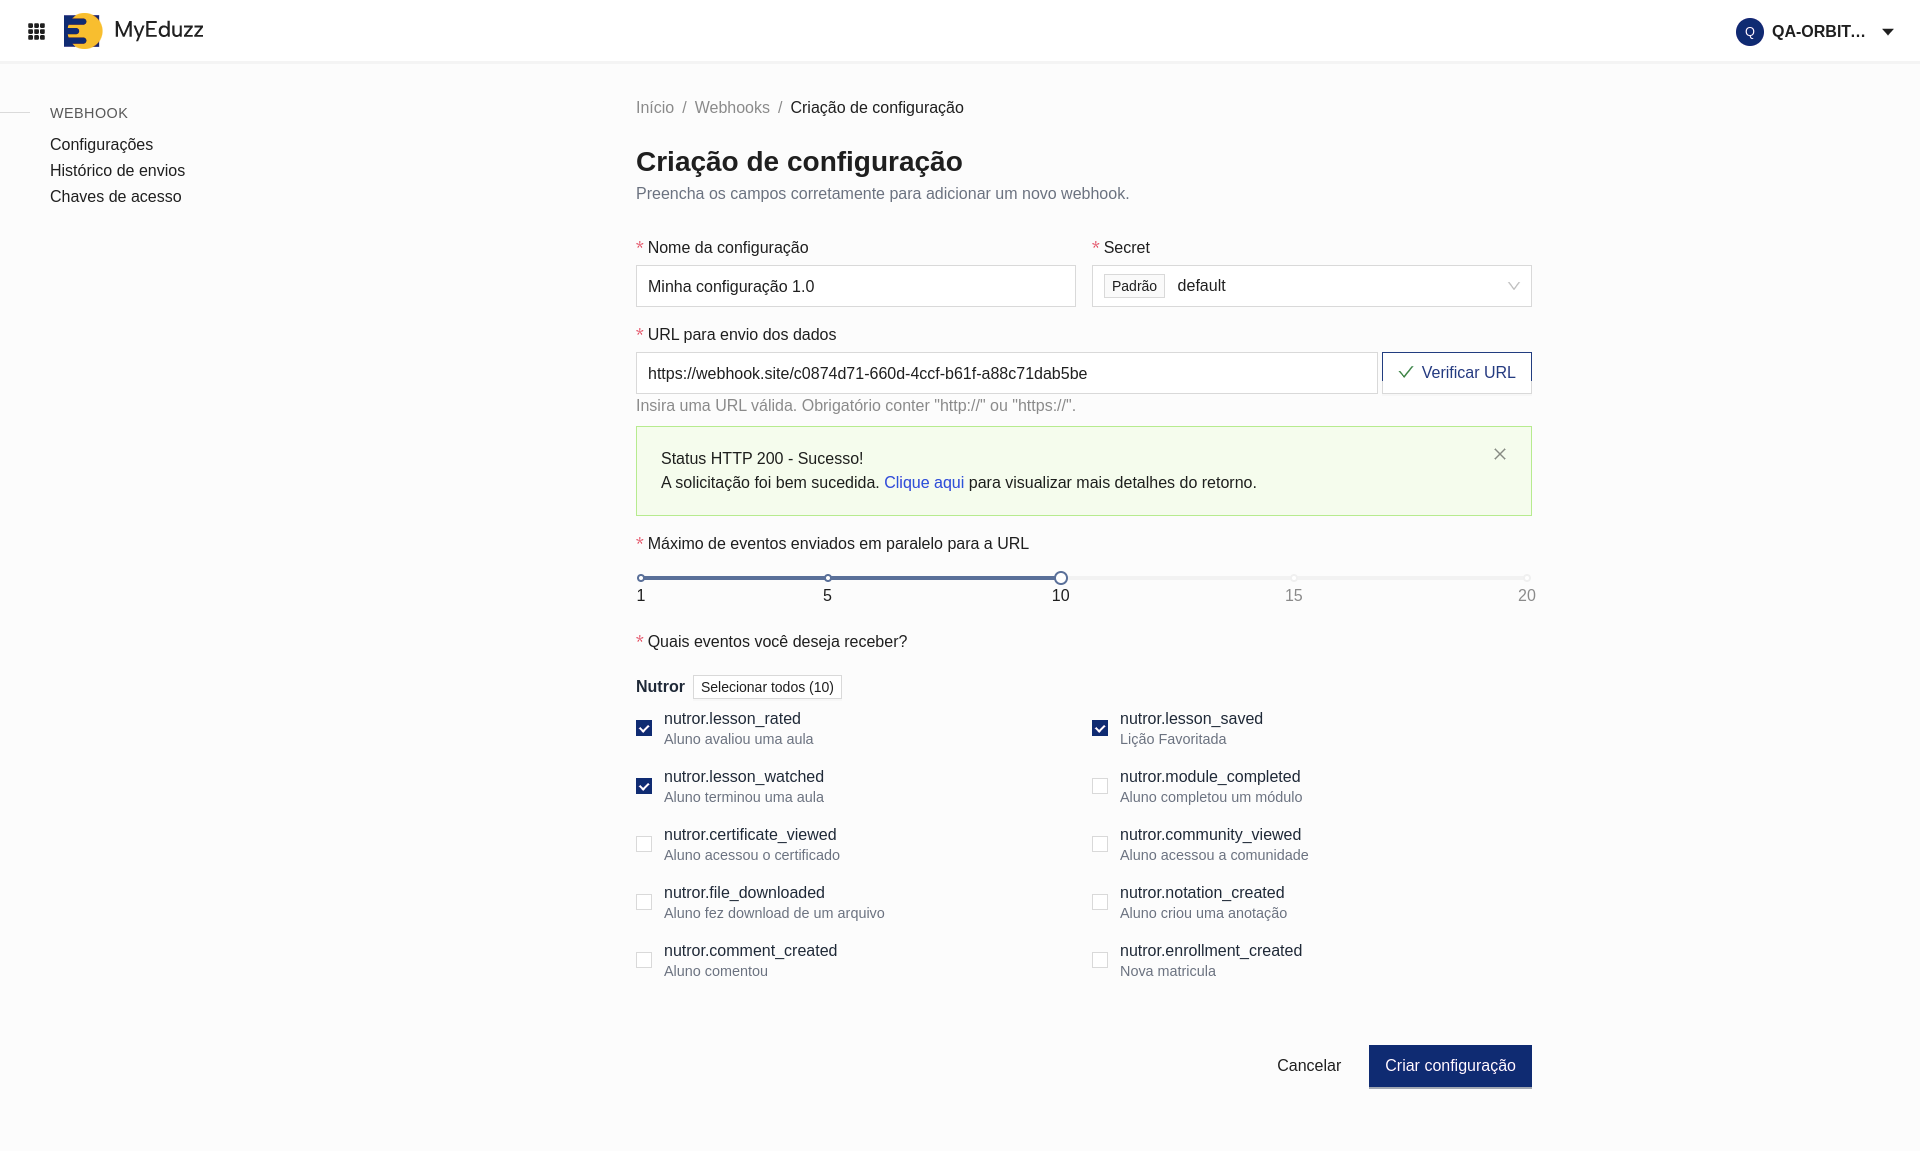 MyEduzz
Q QA-ORBIT...
WEBHOOK
Configurações
Histórico de envios
Chaves de acesso
Início / Webhooks / Criação de configuração
Criação de configuração
Preencha os campos corretamente para adicionar um novo webhook.
* Nome da configuração
* Secret
Minha configuração 1.0
Padrão default
* URL para envio dos dados
https://webhook.site/c0874d71-660d-4ccf-b61f-a88c71dab5be
Verificar URL
Insira uma URL válida. Obrigatório conter "http://" ou "https://".
Status HTTP 200 - Sucesso!
A solicitação foi bem sucedida. Clique aqui para visualizar mais detalhes do retorno.
* Máximo de eventos enviados em paralelo para a URL
1 5 10 15 20
* Quais eventos você deseja receber?
Nutror Selecionar todos (10)
nutror.lesson_rated
Aluno avaliou uma aula
nutror.lesson_saved
Lição Favoritada
nutror.lesson_watched
Aluno terminou uma aula
nutror.module_completed
Aluno completou um módulo
nutror.certificate_viewed
Aluno acessou o certificado
nutror.community_viewed
Aluno acessou a comunidade
nutror.file_downloaded
Aluno fez download de um arquivo
nutror.notation_created
Aluno criou uma anotação
nutror.comment_created
Aluno comentou
nutror.enrollment_created
Nova matricula
Cancelar
Criar configuração